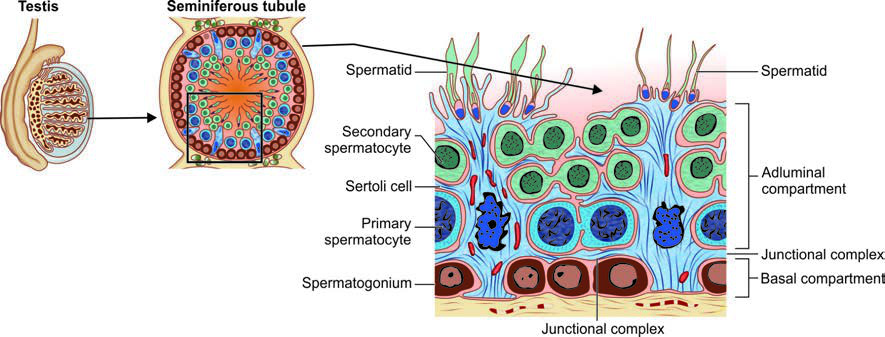 Testis
Seminiferous tubule
Spermatid
Secondary
spermatocyte
Sertoli cell
Primary
spermatocyte
Spermatogonium
Spermatid
Adluminal
compartment
Junctional complex
Basal compartment
Junctional complex